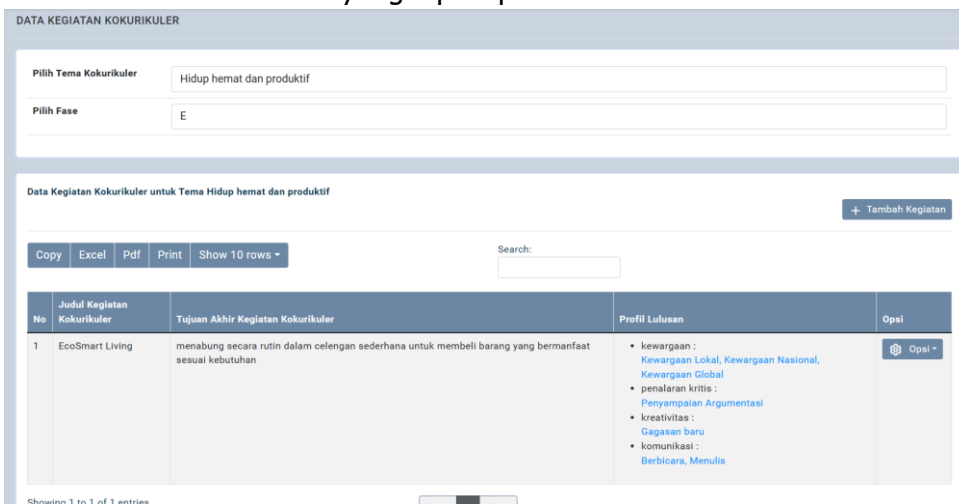 DATA KEGIATAN KOKURIKULER
Pilih Tema Kokurikuler
Hidup hemat dan produktif
Pilih Fase
E
Data Kegiatan Kokurikuler untuk Tema Hidup hemat dan produktif
+ Tambah Kegiatan
Copy Excel Pdf Print Show 10 rows
Search:
No Judul Kegiatan Kokurikuler Tujuan Akhir Kegiatan Kokurikuler Profil Lulusan Opsi
1 EcoSmart Living menabung secara rutin dalam celengan sederhana untuk membeli barang yang bermanfaat
sesuai kebutuhan
• kewargaan :
Kewargaan Lokal, Kewargaan Nasional,
Kewargaan Global
• penalaran kritis :
Penyampaian Argumentasi
• kreativitas :
Gagasan baru
• komunikasi :
Berbicara, Menulis
Opsi
Showing 1 to 1 of 1 entries